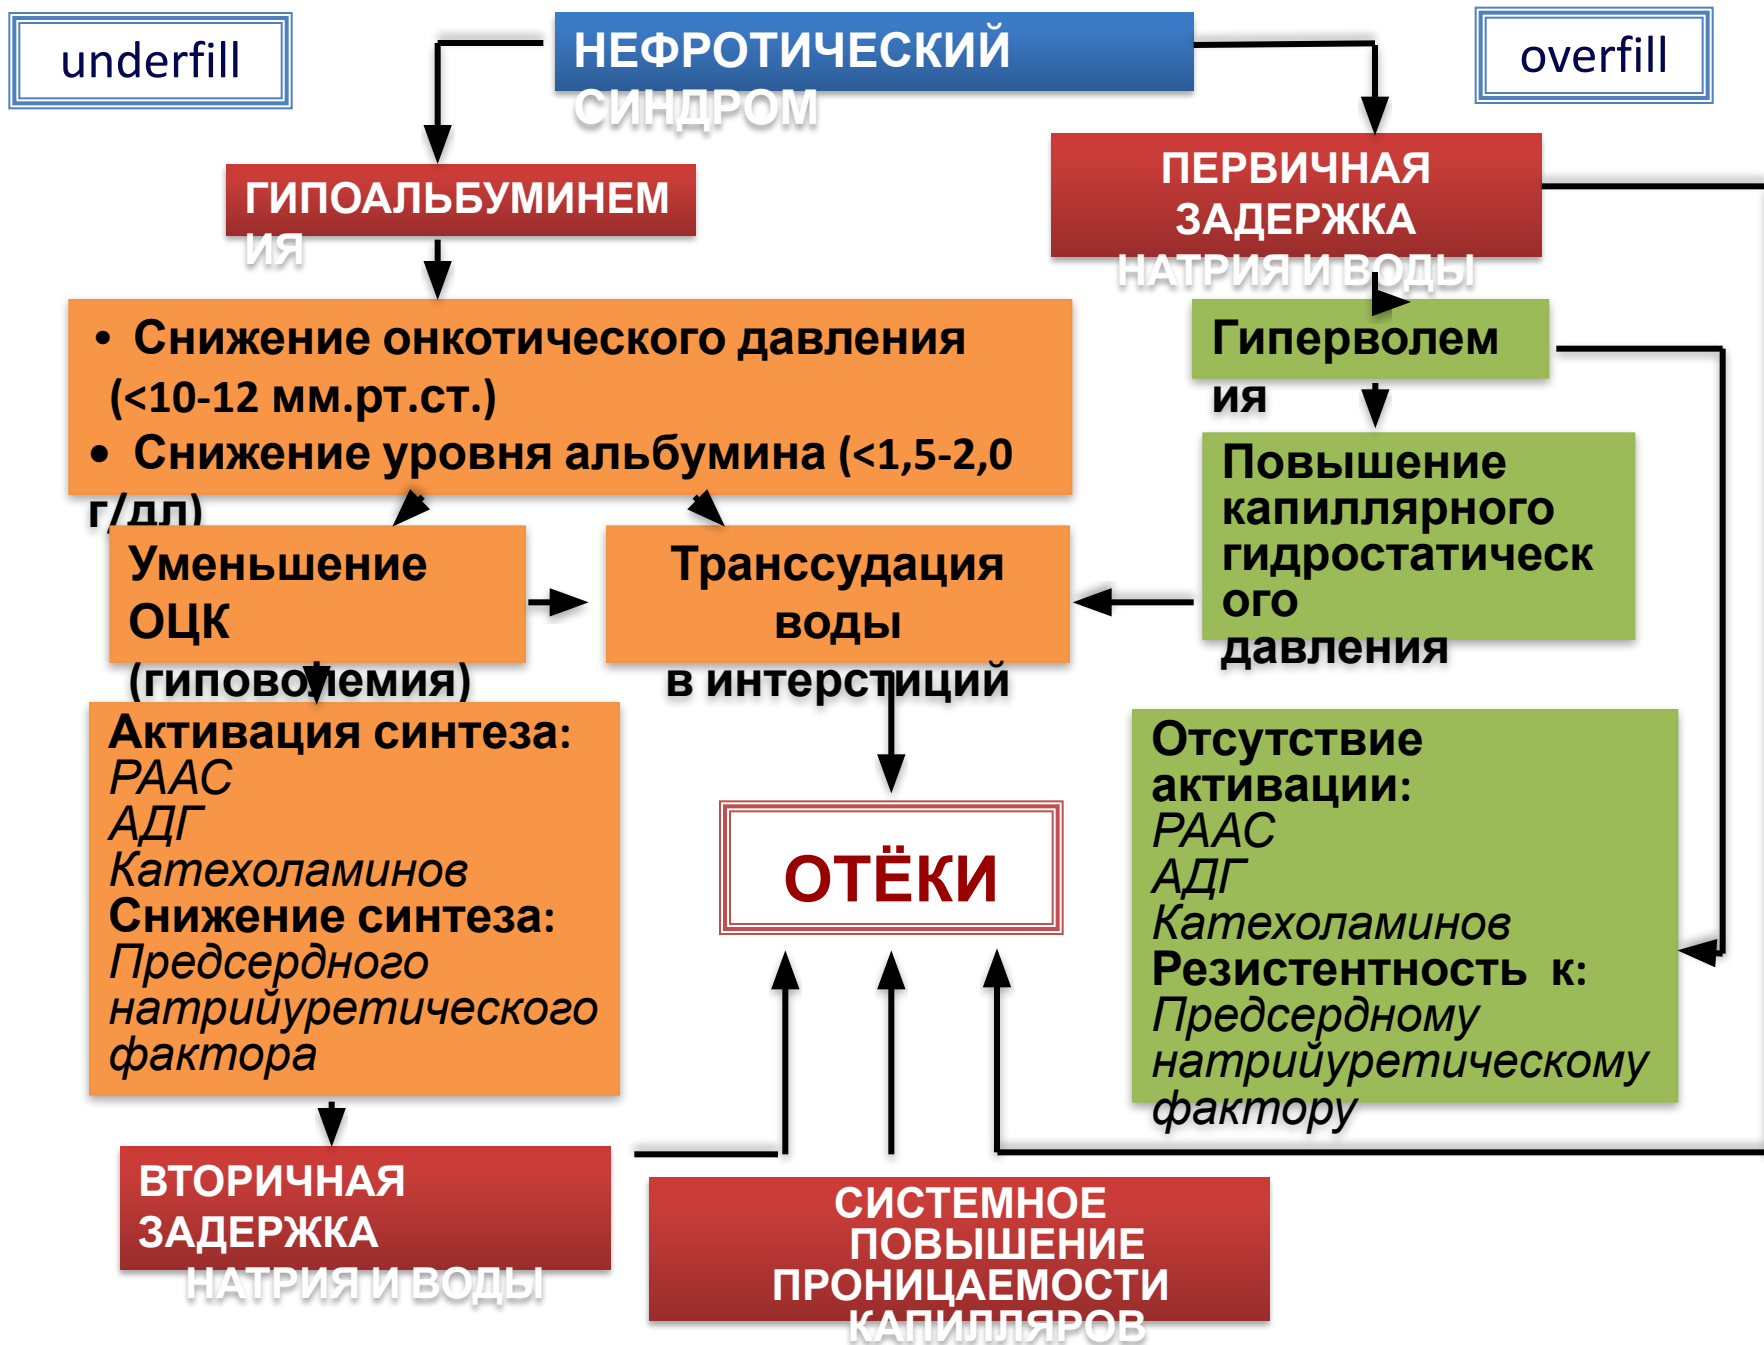 underfill
НЕФРОТИЧЕСКИЙ
СИНДРОМ
overfill
ГИПОАЛЬБУМИНЕМ
ИЯ
ПЕРВИЧНАЯ
ЗАДЕРЖКА
НАТРИЯ И ВОДЫ
• Снижение онкотического давления
(<10-12 мм.рт.ст.)
• Снижение уровня альбумина (<1,5-2,0
г/дл)
Гиперволем
ия
Уменьшение
ОЦК
(гиповолемия)
Транссудация
воды
в интерстиций
Повышение
капиллярного
гидростатическ
ого
давления
Активация синтеза:
РААС
АДГ
Катехоламинов
Снижение синтеза:
Предсердного
натрийуретического
фактора
ОТЁКИ
Отсутствие
активации:
РААС
АДГ
Катехоламинов
Резистентность к:
Предсердному
натрийуретическому
фактору
ВТОРИЧНАЯ
ЗАДЕРЖКА
НАТРИЯ И ВОДЫ
СИСТЕМНОЕ
ПОВЫШЕНИЕ
ПРОНИЦАЕМОСТИ
КАПИЛЛЯРОВ